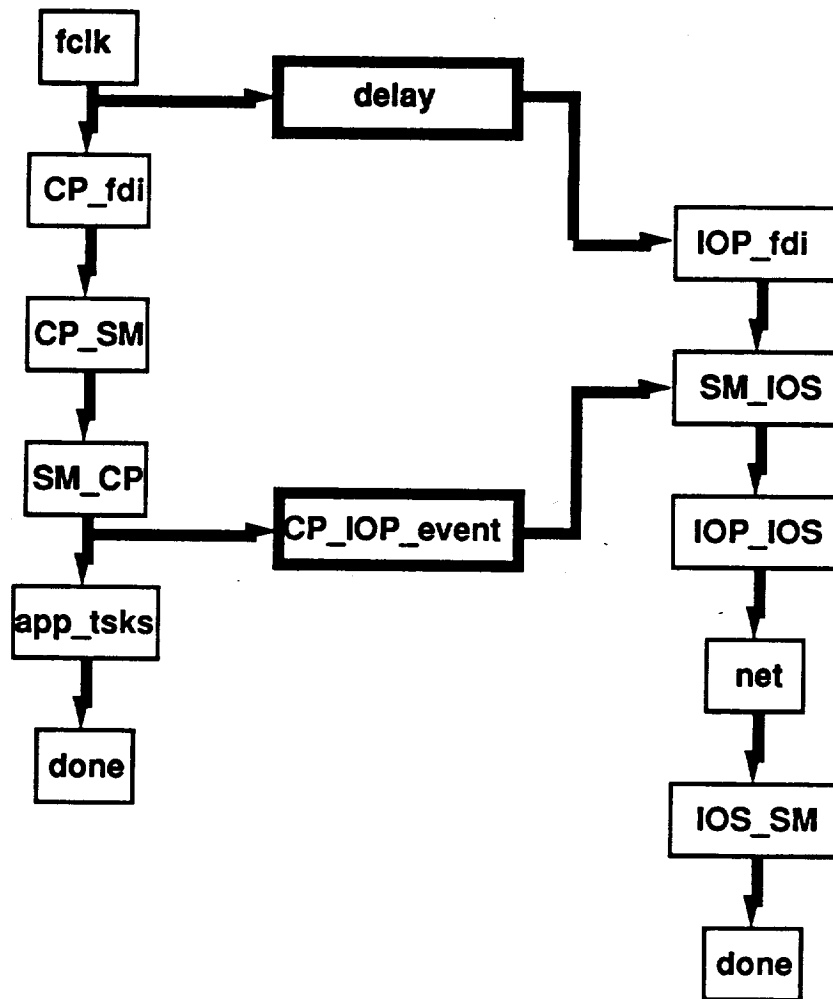 fclk
delay
CP_fdi
IOP_fdi
CP_SM
SM_IOS
SM_CP
CP_IOP_event
IOP_IOS
app_tsks
net
done
IOS_SM
done